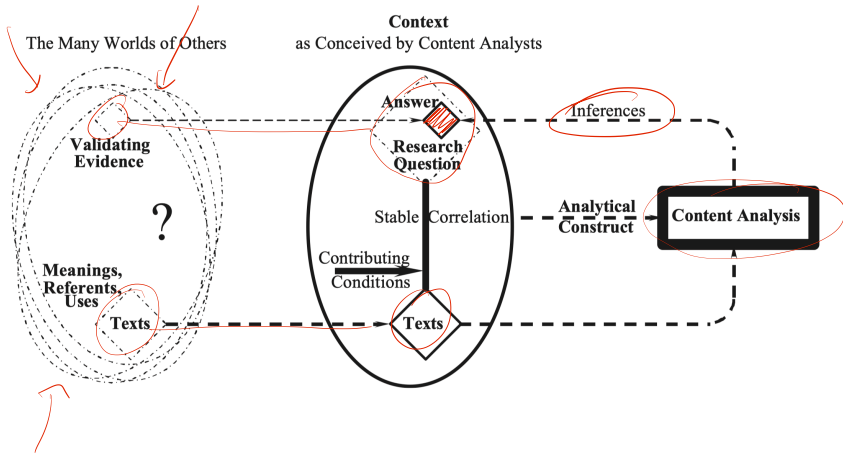 Context
The Many Worlds of Others
as Conceived by Content Analysts
Answer
Inferences
Validating
Evidence
Research
Question
?
Stable Correlation
Analytical
Construct
Content Analysis
Contributing
Conditions
Meanings,
Referents,
Uses
Texts
Texts